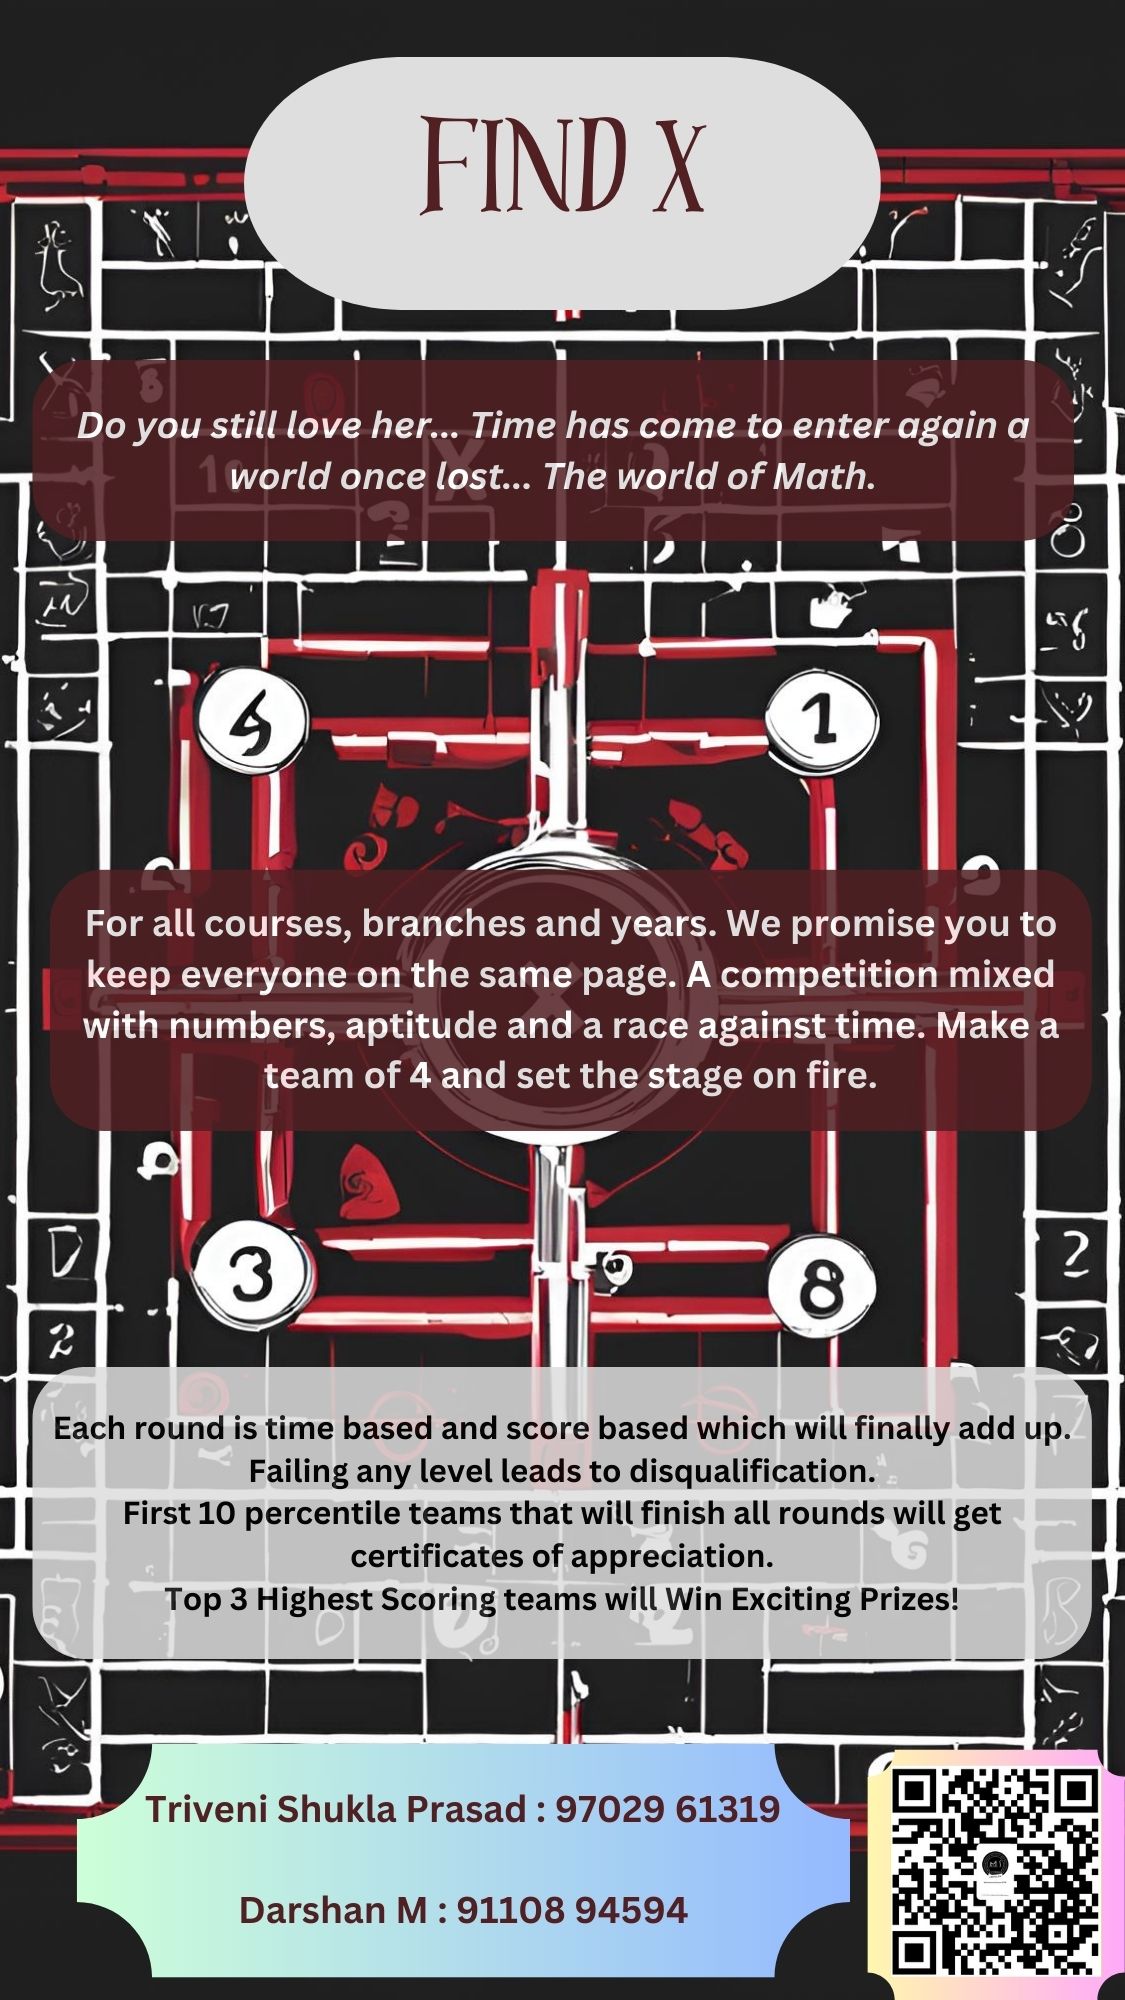 FIND X
Do you still love her... Time has come to enter again a
world once lost... The world of Math.
4
1
For all courses, branches and years. We promise you to
keep everyone on the same page. A competition mixed
with numbers, aptitude and a race against time. Make a
team of 4 and set the stage on fire.
3
8
2
2
Each round is time based and score based which will finally add up.
Failing any level leads to disqualification.
First 10 percentile teams that will finish all rounds will get
certificates of appreciation.
Top 3 Highest Scoring teams will Win Exciting Prizes!
Triveni Shukla Prasad : 97029 61319
Darshan M : 91108 94594